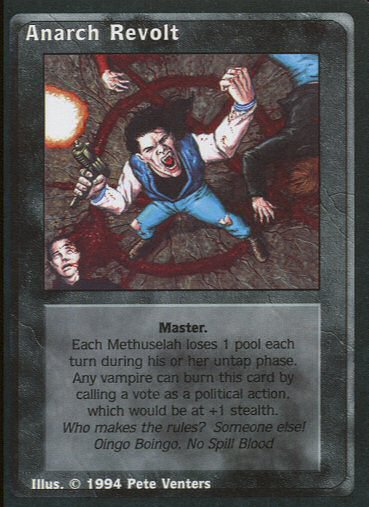 Anarch Revolt
Master.
Each Methuselah loses 1 pool each
turn during his or her untap phase.
Any vampire can burn this card by
calling a vote as a political action,
which would be at +1 stealth.
Who makes the rules? Someone else!
Oingo Boingo, No Spill Blood
Illus. © 1994 Pete Venters